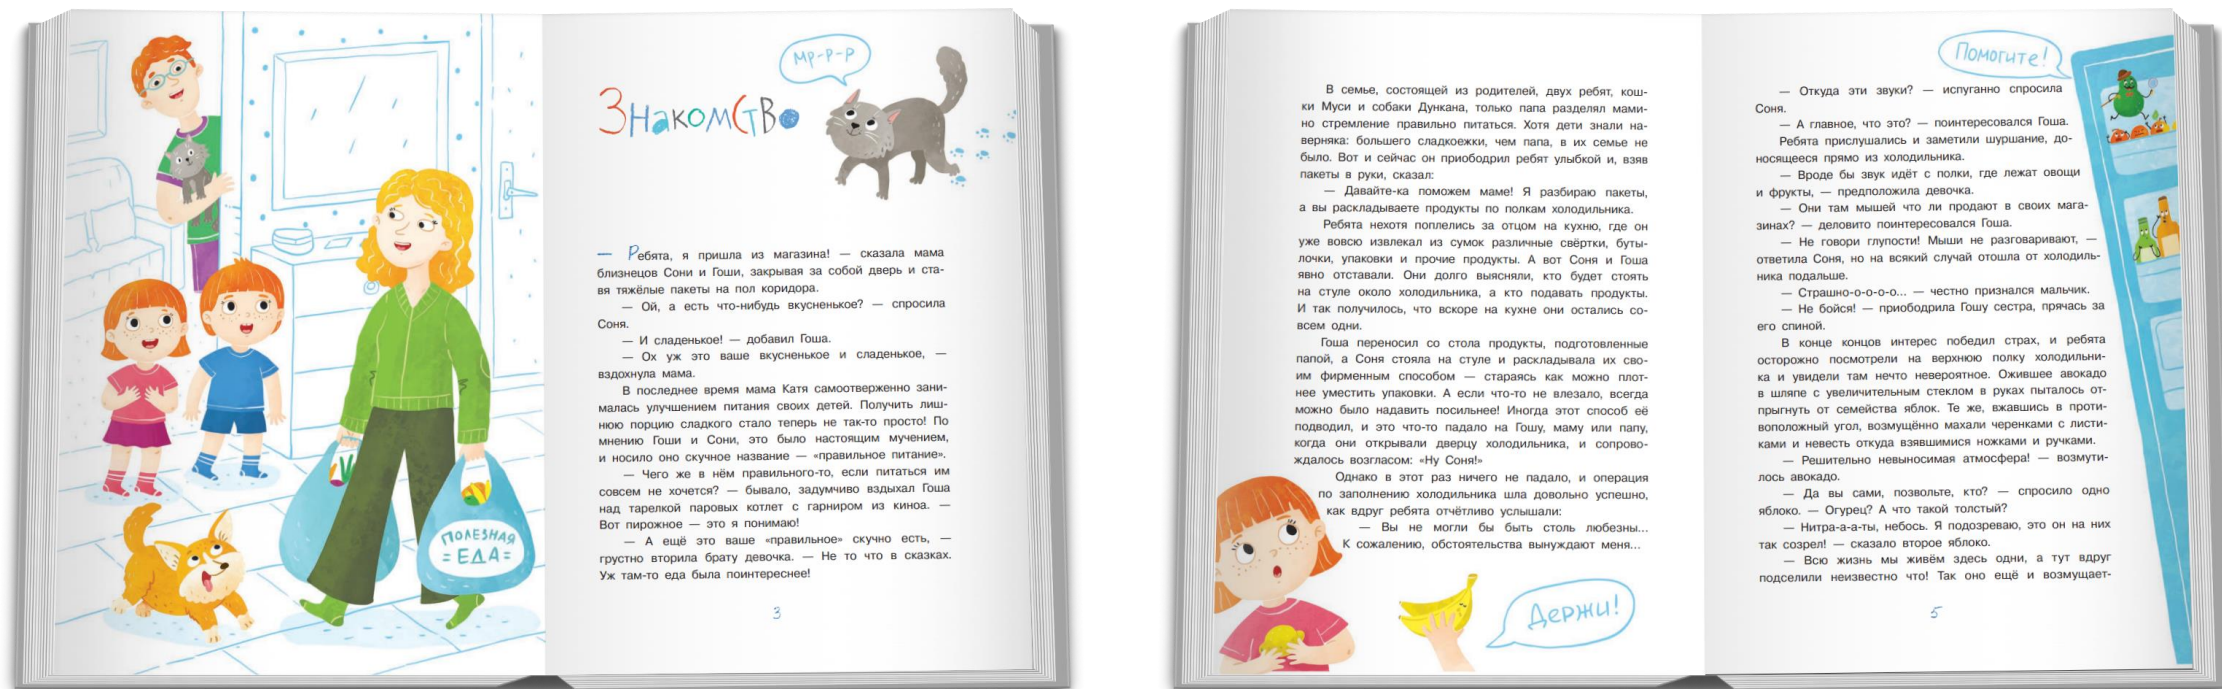 ПОЛЕЗНАЯ
=ЕДА=
Мр-р-р
Знакомство
— Ребята, я пришла из магазина! — сказала мама
близнецов Сони и Гоши, закрывая за собой дверь и ста-
вя тяжёлые пакеты на пол коридора.
— Ой, а есть что-нибудь вкусненькое? — спросила
Соня.
— И сладенькое! — добавил Гоша.
— Ох уж это ваше вкусненькое и сладенькое, —
вздохнула мама.
В последнее время мама Катя самоотверженно зани-
малась улучшением питания своих детей. Получить лиш-
нюю порцию сладкого стало теперь не так-то просто! По
мнению Гоши и Сони, это было настоящим мучением,
и носило оно скучное название — «правильное питание».
— Чего же в нём правильного-то, если питаться им
совсем не хочется? — бывало, задумчиво вздыхал Гоша
над тарелкой паровых котлет с гарниром из киноа. —
Вот пирожное — это я понимаю!
— А ещё это ваше «правильное» скучно есть, —
грустно вторила брату девочка. — Не то что в сказках.
Уж там-то еда была поинтереснее!
3
В семье, состоящей из родителей, двух ребят, кош-
ки Муси и собаки Дункана, только папа разделял мами-
но стремление правильно питаться. Хотя дети знали на-
верняка: большего сладкоежки, чем папа, в их семье не
было. Вот и сейчас он приободрил ребят улыбкой и, взяв
пакеты в руки, сказал:
— Давайте-ка поможем маме! Я разбираю пакеты,
а вы раскладываете продукты по полкам холодильника.
Ребята нехотя поплелись за отцом на кухню, где он
уже вовсю извлекал из сумок различные свёртки, буты-
лочки, упаковки и прочие продукты. А вот Соня и Гоша
явно отставали. Они долго выясняли, кто будет стоять
на стуле около холодильника, а кто подавать продукты.
И так получилось, что вскоре на кухне они остались со-
всем одни.
Гоша переносил со стола продукты, подготовленные
папой, а Соня стояла на стуле и раскладывала их сво-
им фирменным способом — стараясь как можно плот-
нее уместить упаковки. А если что-то не влезало, всегда
можно было надавить посильнее! Иногда этот способ её
подводил, и это что-то падало на Гошу, маму или папу,
когда они открывали дверцу холодильника, и сопрово-
ждалось возгласом: «Ну Соня!»
Однако в этот раз ничего не падало, и операция
по заполнению холодильника шла довольно успешно,
как вдруг ребята отчётливо услышали:
— Вы не могли бы быть столь любезны...
К сожалению, обстоятельства вынуждают меня...
Держи!
Помогите!
— Откуда эти звуки? — испуганно спросила
Соня.
— А главное, что это? — поинтересовался Гоша.
Ребята прислушались и заметили шуршание, до-
носящееся прямо из холодильника.
— Вроде бы звук идёт с полки, где лежат овощи
и фрукты, — предположила девочка.
— Они там мышей что ли продают в своих мага-
зинах? — деловито поинтересовался Гоша.
— Не говори глупости! Мыши не разговаривают, —
ответила Соня, но на всякий случай отошла от холодиль-
ника подальше.
— Страшно-о-о-о-о... — честно признался мальчик.
— Не бойся! — приободрила Гошу сестра, прячась за
его спиной.
В конце концов интерес победил страх, и ребята
осторожно посмотрели на верхнюю полку холодильни-
ка и увидели там нечто невероятное. Ожившее авокадо
в шляпе с увеличительным стеклом в руках пыталось от-
прыгнуть от семейства яблок. Те же, вжавшись в проти-
воположный угол, возмущённо махали черенками с листи-
ками и невесть откуда взявшимися ножками и ручками.
— Решительно невыносимая атмосфера! — возмути-
лось авокадо.
— Да вы сами, позвольте, кто? — спросило одно
яблоко. — Огурец? А что такой толстый?
— Нитра-а-а-ты, небось. Я подозреваю, это он на них
так созрел! — сказало второе яблоко.
— Всю жизнь мы живём здесь одни, а тут вдруг
подселили неизвестно что! Так оно ещё и возмущает-
5